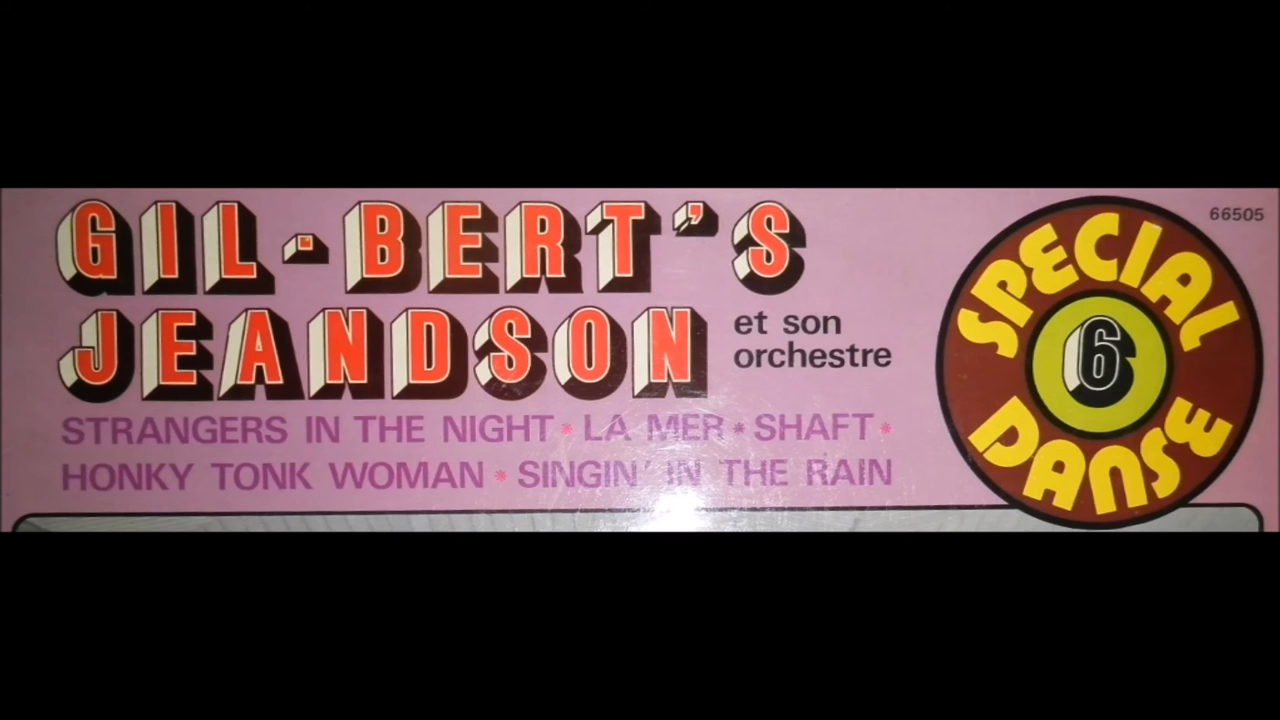 GIL-BERT'S
JEANDSON
et son
orchestre
STRANGERS IN THE NIGHT * LA MER * SHAFT *
HONKY TONK WOMAN * SINGIN' IN THE RAIN
66505
SPECIAL
6
DANSE